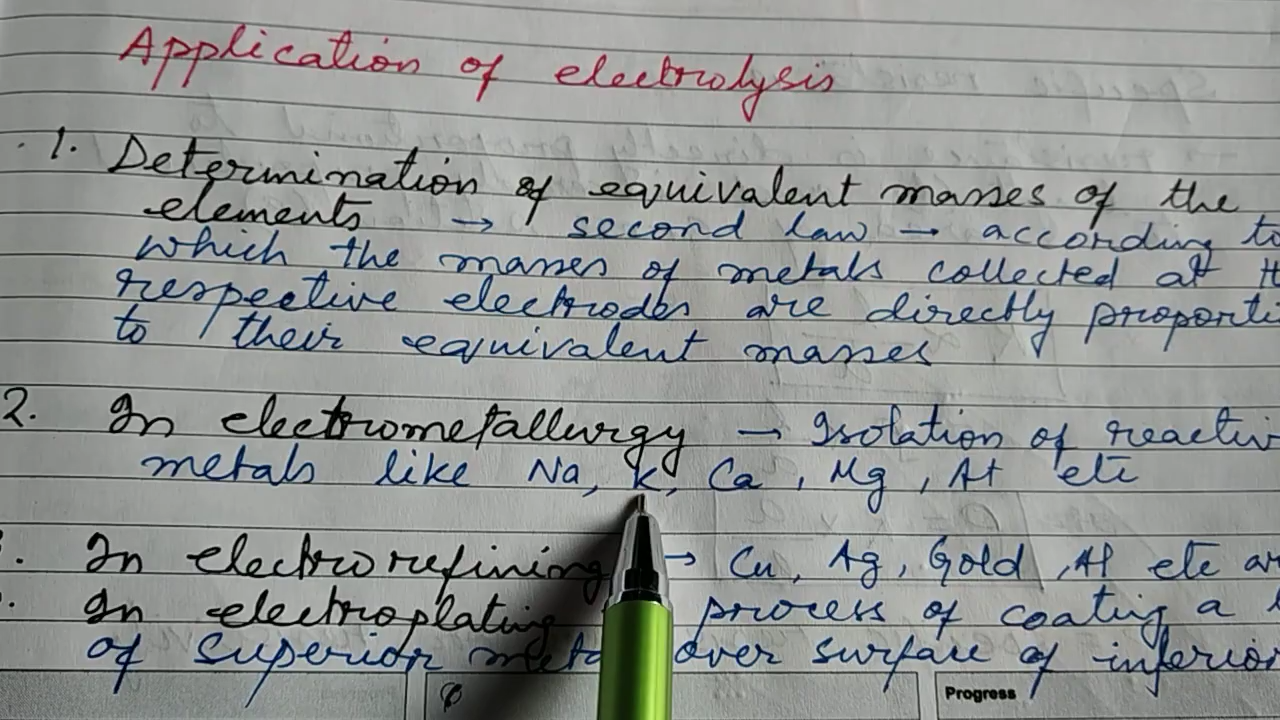 Application of electrolysis
1. Determination of equivalent masses of the
elements → second law → according to
which the masses of metals collected at
respective electrodes are directly proporti
to their equivalent masses
2. In electrometallurgy → Isolation of reactiv
metals like Na, K, Ca, Mg, Al etc
. In electrorefining → Cu, Ag, Gold, Al etc ar
. In electroplating process of coating a
of superior meta over surface of inferior
Progress